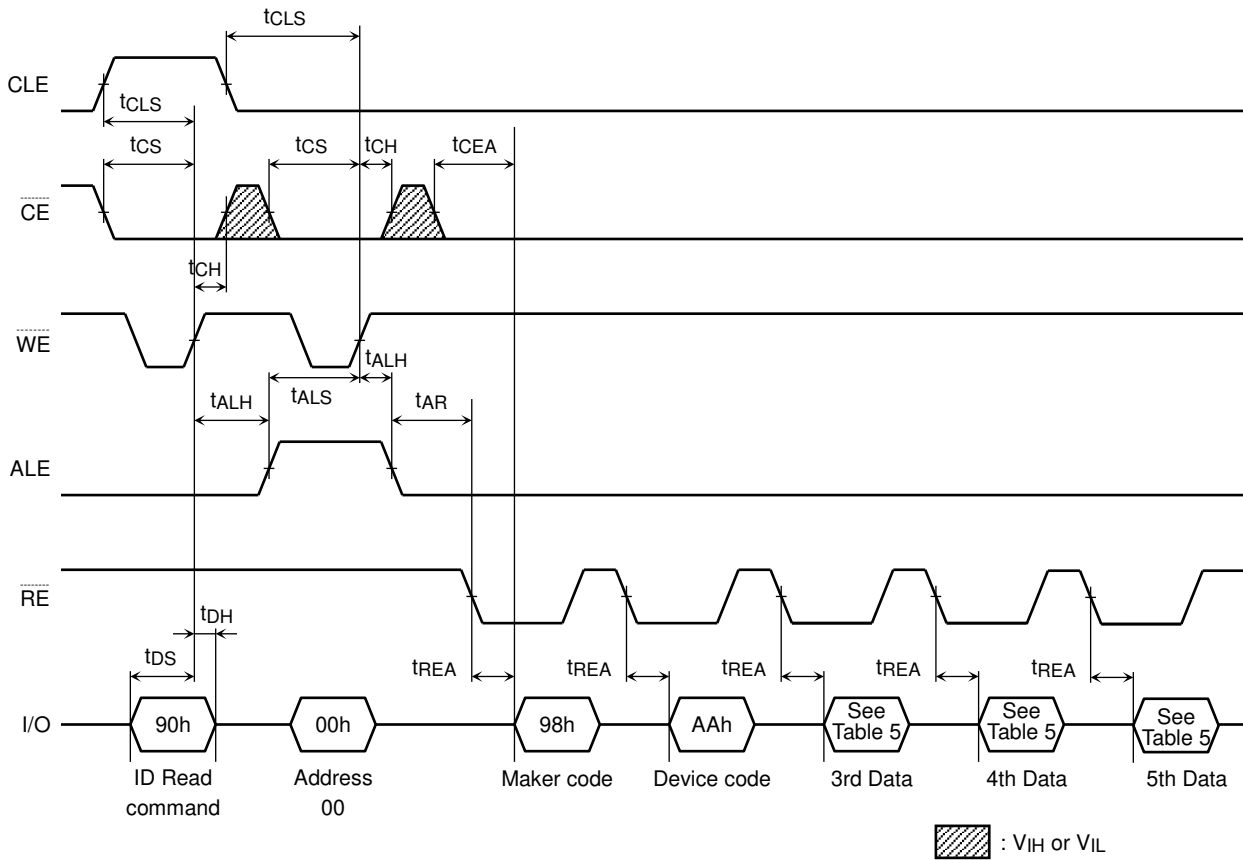 tCLS
CLE
tCLS
tCS
tCS
tCH
tCEA
CE
tCH
WE
tALH
tALH
tALS
tAR
ALE
RE
tDH
tDS
tREA
tREA
tREA
tREA
tREA
I/O
90h
00h
98h
AAh
See
Table 5
See
Table 5
See
Table 5
ID Read
command
Address
00
Maker code
Device code
3rd Data
4th Data
5th Data
: VIH or VIL